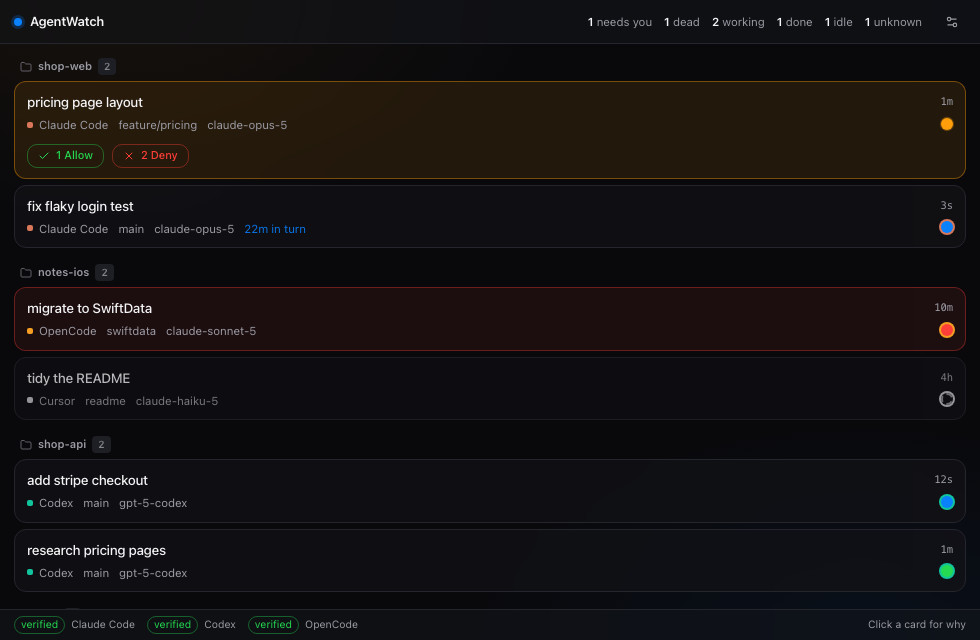 AgentWatch
1 needs you 1 dead 2 working 1 done 1 idle 1 unknown
shop-web 2
pricing page layout 1m
Claude Code feature/pricing claude-opus-5
1 Allow 2 Deny
fix flaky login test 3s
Claude Code main claude-opus-5 22m in turn
notes-ios 2
migrate to SwiftData 10m
OpenCode swiftdata claude-sonnet-5
tidy the README 4h
Cursor readme claude-haiku-5
shop-api 2
add stripe checkout 12s
Codex main gpt-5-codex
research pricing pages 1m
Codex main gpt-5-codex
verified Claude Code verified Codex verified OpenCode Click a card for why